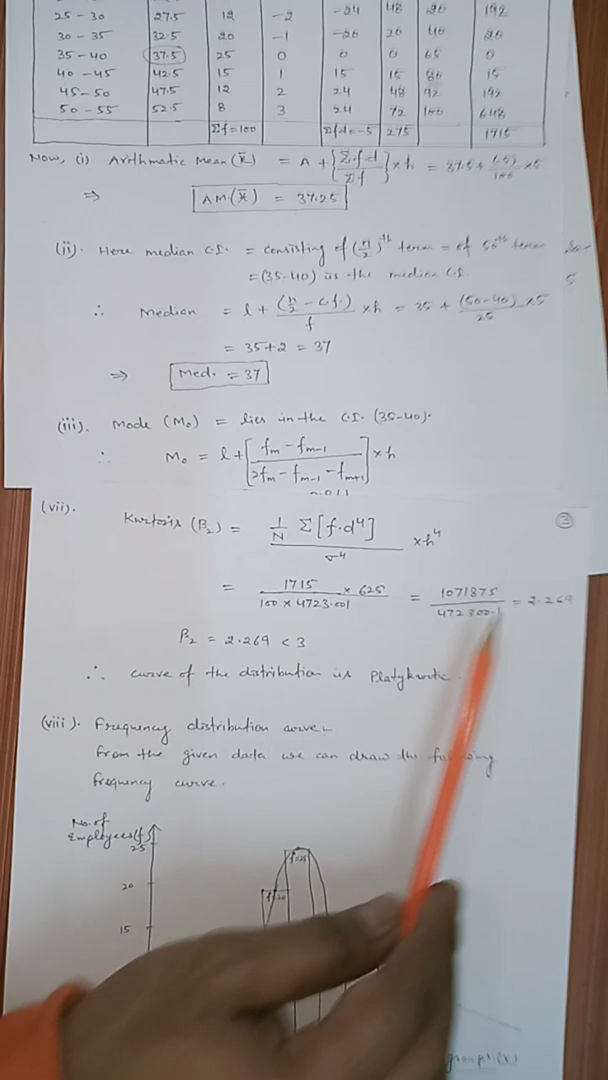 25-30 27.5 12 -2 -24 48 192
30-35 32.5 20 -1 -20 20 40 20
35-40 37.5 25 0 0 0 65 0
40-45 42.5 15 1 15 15 80 15
45-50 47.5 12 2 24 48 92 192
50-55 52.5 8 3 24 72 100 648
Σf=100 Σfd=-5 275 1715
Now, (i) Arithmatic Mean (x̄) = A + {Σfd/Σf} × h = 37.5 + (-5)/100 × 5
⇒ A.M.(x̄) = 37.25
(ii). Here median C.I. = consisting of (n/2)th term = of 50th term
= (35-40) is the median C.I.
5
∴ Median = l + (n/2 - c.f.)/f × h = 35 + (50-40)/25 × 5
= 35+2 = 37
⇒ Med. = 37
(iii). Mode (Mo) = lies in the C.I. (35-40).
∴ Mo = l + [fm - fm-1 / 2fm - fm-1 - fm+1] × h
(vii). 3
Kurtosis (β2) = 1/N Σ[f.d⁴] / σ⁴ × h⁴
= 1715 × 625 / 100 × 4723.001 = 1071875 / 472300.1 = 2.269
β2 = 2.269 < 3
∴ curve of the distribution is Platykurtic.
(viii). Frequency distribution curve
From the given data we can draw the following
frequency curve.
No. of
Employees(f)
25
f=25
20
f=20
15
groups(x)